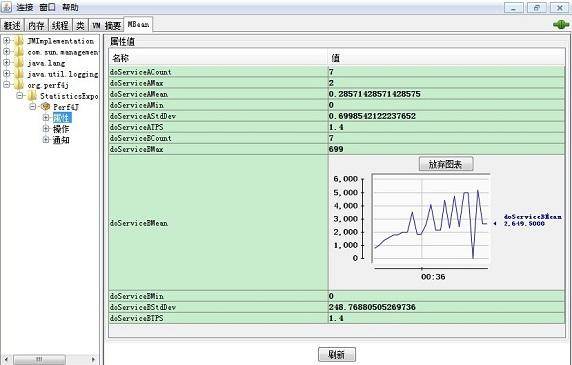 连接 窗口 帮助
概述 内存 线程 类 VM 摘要 MBean
JMImplementation
com.sun.management
java.lang
java.util.logging
org.perf4j
StatisticsExpo
Perf4J
属性
操作
通知
属性值
名称 值
doServiceACount 7
doServiceAMax 2
doServiceAMean 0.28571428571428575
doServiceAMin 0
doServiceAStdDev 0.6998542122237652
doServiceATPS 1.4
doServiceBCount 7
doServiceBMax 699
doServiceBMean
放弃图表
6,000
5,000
4,000
3,000
2,000
1,000
0
00:36
doServiceBMean
2,649.5000
doServiceBMin 0
doServiceBStdDev 248.76880505269736
doServiceBTPS 1.4
刷新